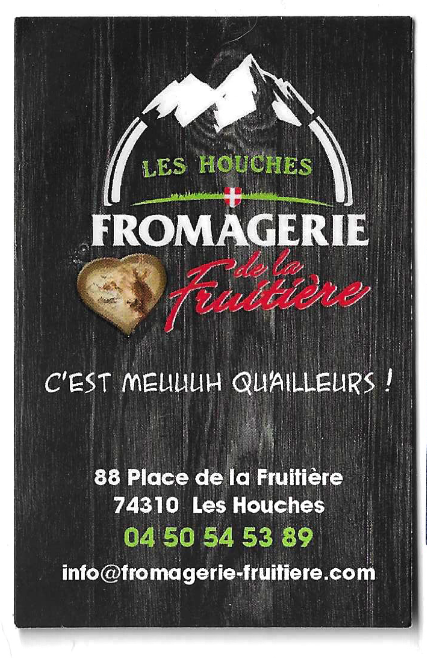 LES HOUCHES
FROMAGERIE
de la
Fruitière
C'EST MEUUUH QU'AILLEURS !
88 Place de la Fruitière
74310 Les Houches
04 50 54 53 89
info@fromagerie-fruitiere.com